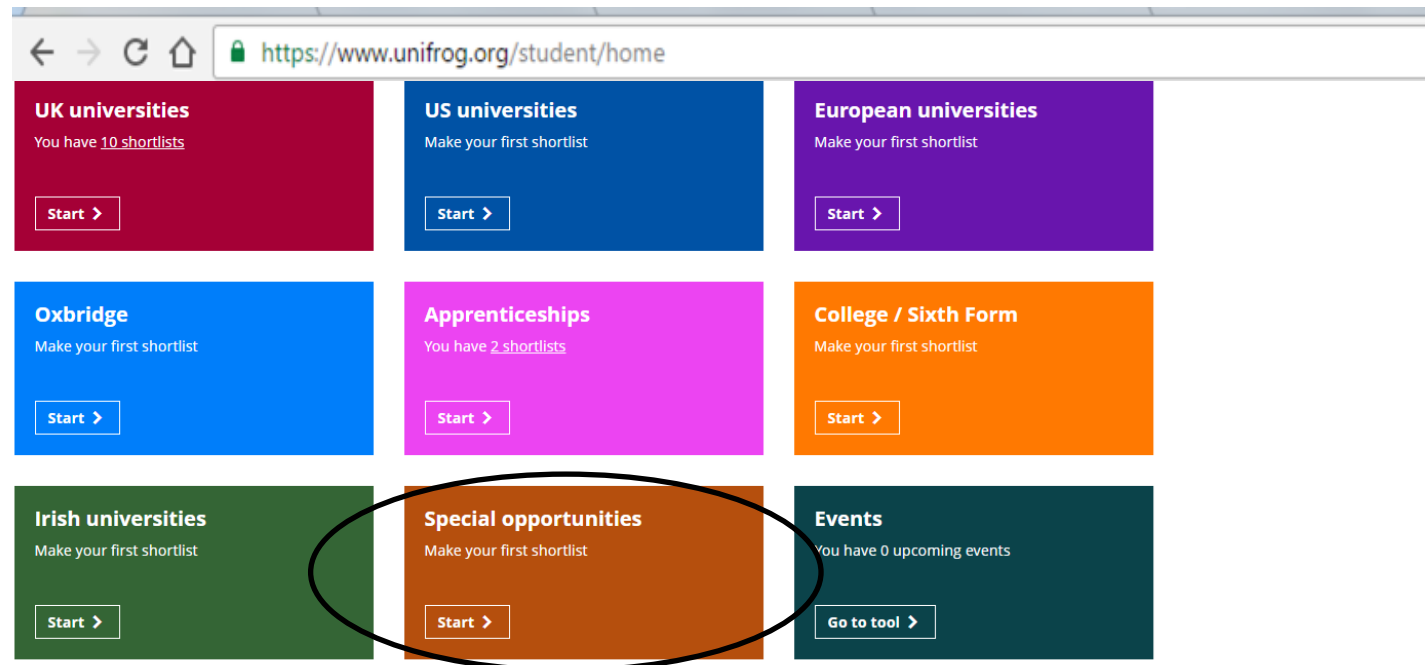 https://www.unifrog.org/student/home
UK universities
You have 10 shortlists
Start
US universities
Make your first shortlist
Start
European universities
Make your first shortlist
Start
Oxbridge
Make your first shortlist
Start
Apprenticeships
You have 2 shortlists
Start
College / Sixth Form
Make your first shortlist
Start
Irish universities
Make your first shortlist
Start
Special opportunities
Make your first shortlist
Start
Events
You have 0 upcoming events
Go to tool